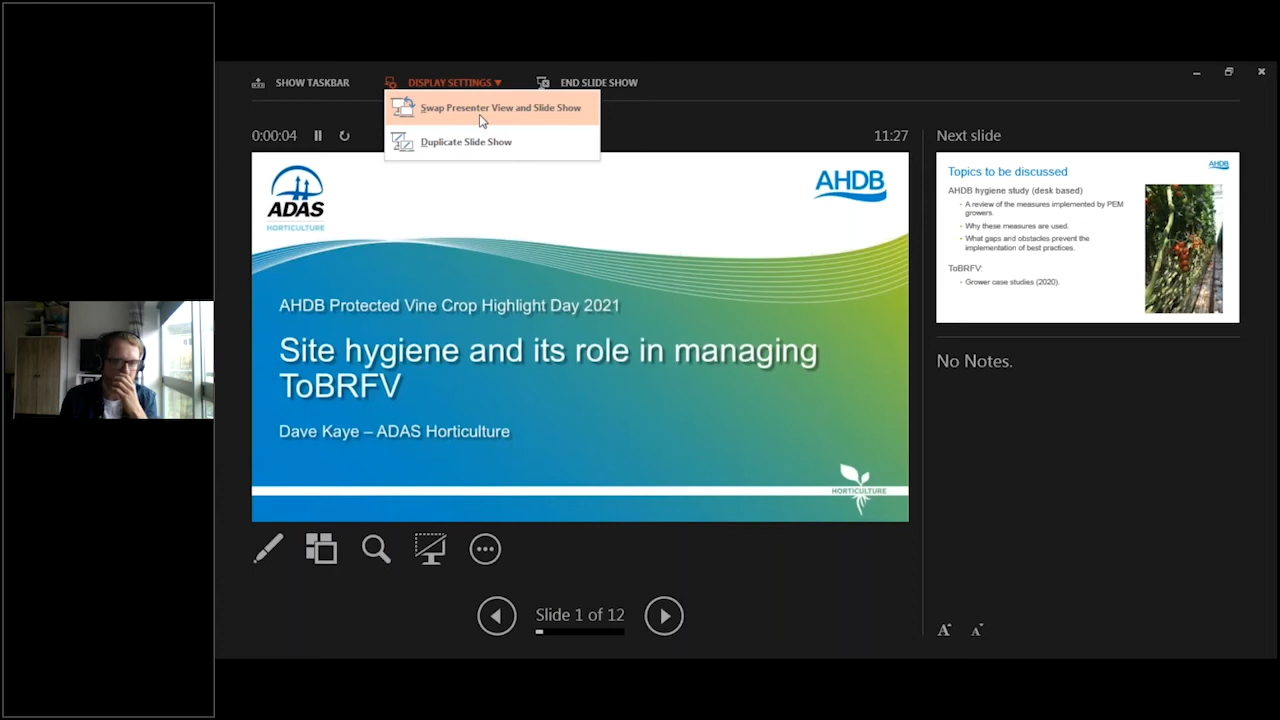 SHOW TASKBAR
DISPLAY SETTINGS ▼
END SLIDE SHOW
Swap Presenter View and Slide Show
Duplicate Slide Show
0:00:04
11:27
ADAS
HORTICULTURE
AHDB
AHDB Protected Vine Crop Highlight Day 2021
Site hygiene and its role in managing
ToBRFV
Dave Kaye – ADAS Horticulture
HORTICULTURE
Slide 1 of 12
Next slide
Topics to be discussed
AHDB
AHDB hygiene study (desk based)
- A review of the measures implemented by PEM
growers.
- Why these measures are used.
- What gaps and obstacles prevent the
implementation of best practices.
ToBRFV:
- Grower case studies (2020).
No Notes.
A A